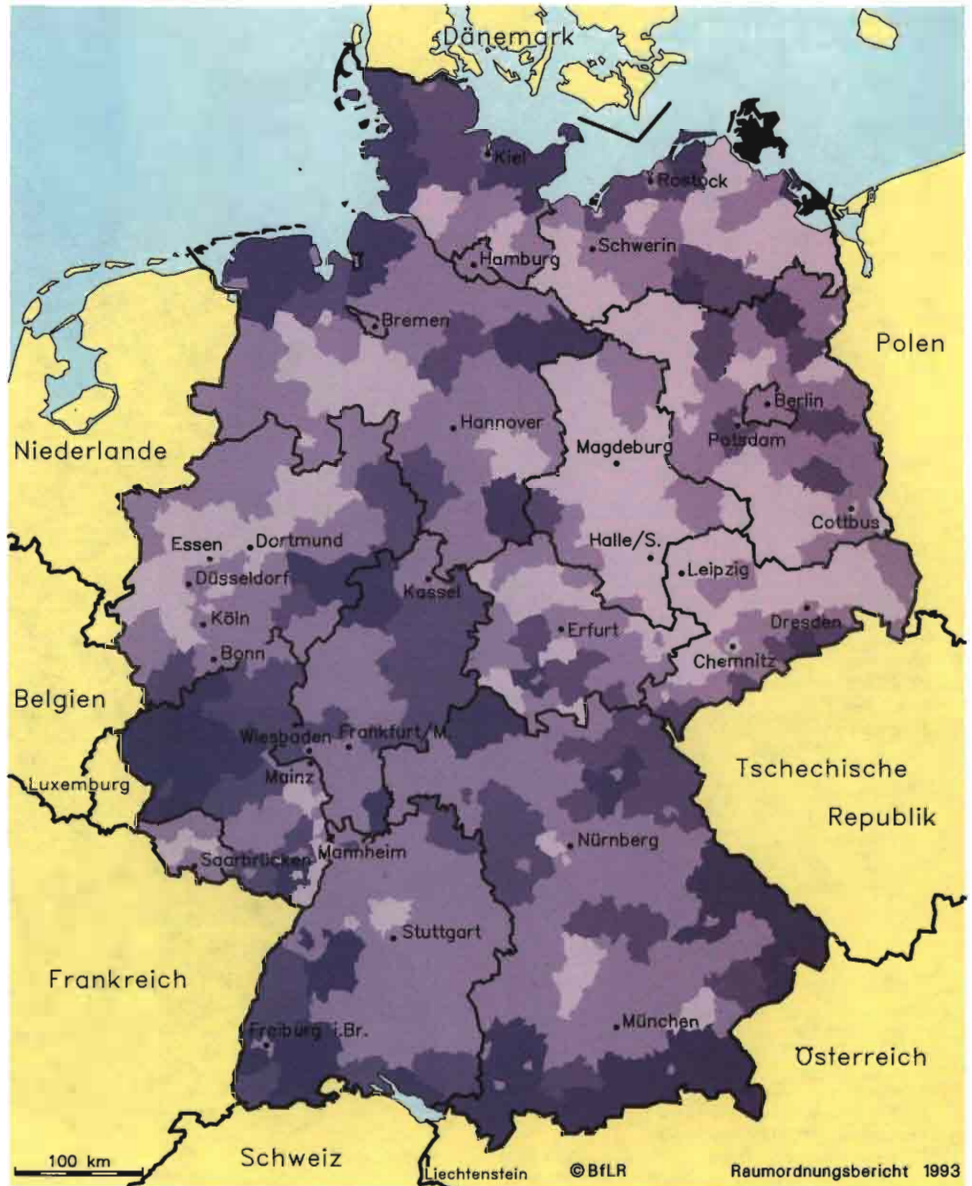 Dänemark
Kiel
Rostock
Schwerin
Hamburg
Bremen
Polen
Berlin
Hannover
Potsdam
Niederlande
Magdeburg
Cottbus
Essen
Dortmund
Halle/S.
Leipzig
Düsseldorf
Kassel
Dresden
Köln
Erfurt
Chemnitz
Bonn
Belgien
Wiesbaden
Frankfurt/M.
Mainz
Luxemburg
Tschechische
Republik
Nürnberg
Mannheim
Saarbrücken
Stuttgart
Frankreich
München
Freiburg i.Br.
Österreich
Schweiz
100 km
Liechtenstein
©BfLR
Raumordnungsbericht 1993